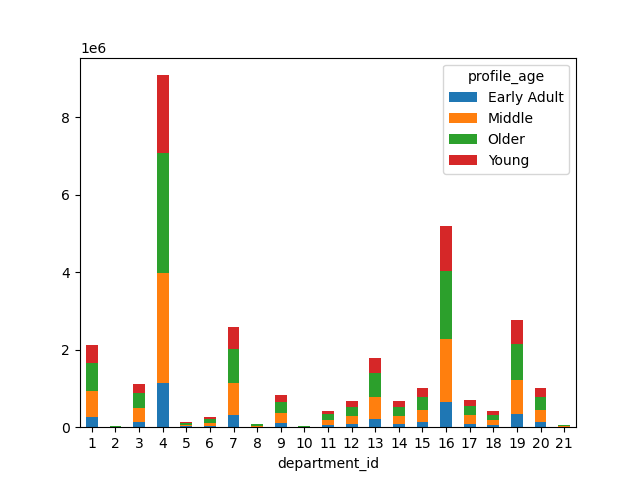 1e6
8
6
4
2
0
profile_age
Early Adult
Middle
Older
Young
1 2 3 4 5 6 7 8 9 10 11 12 13 14 15 16 17 18 19 20 21
department_id